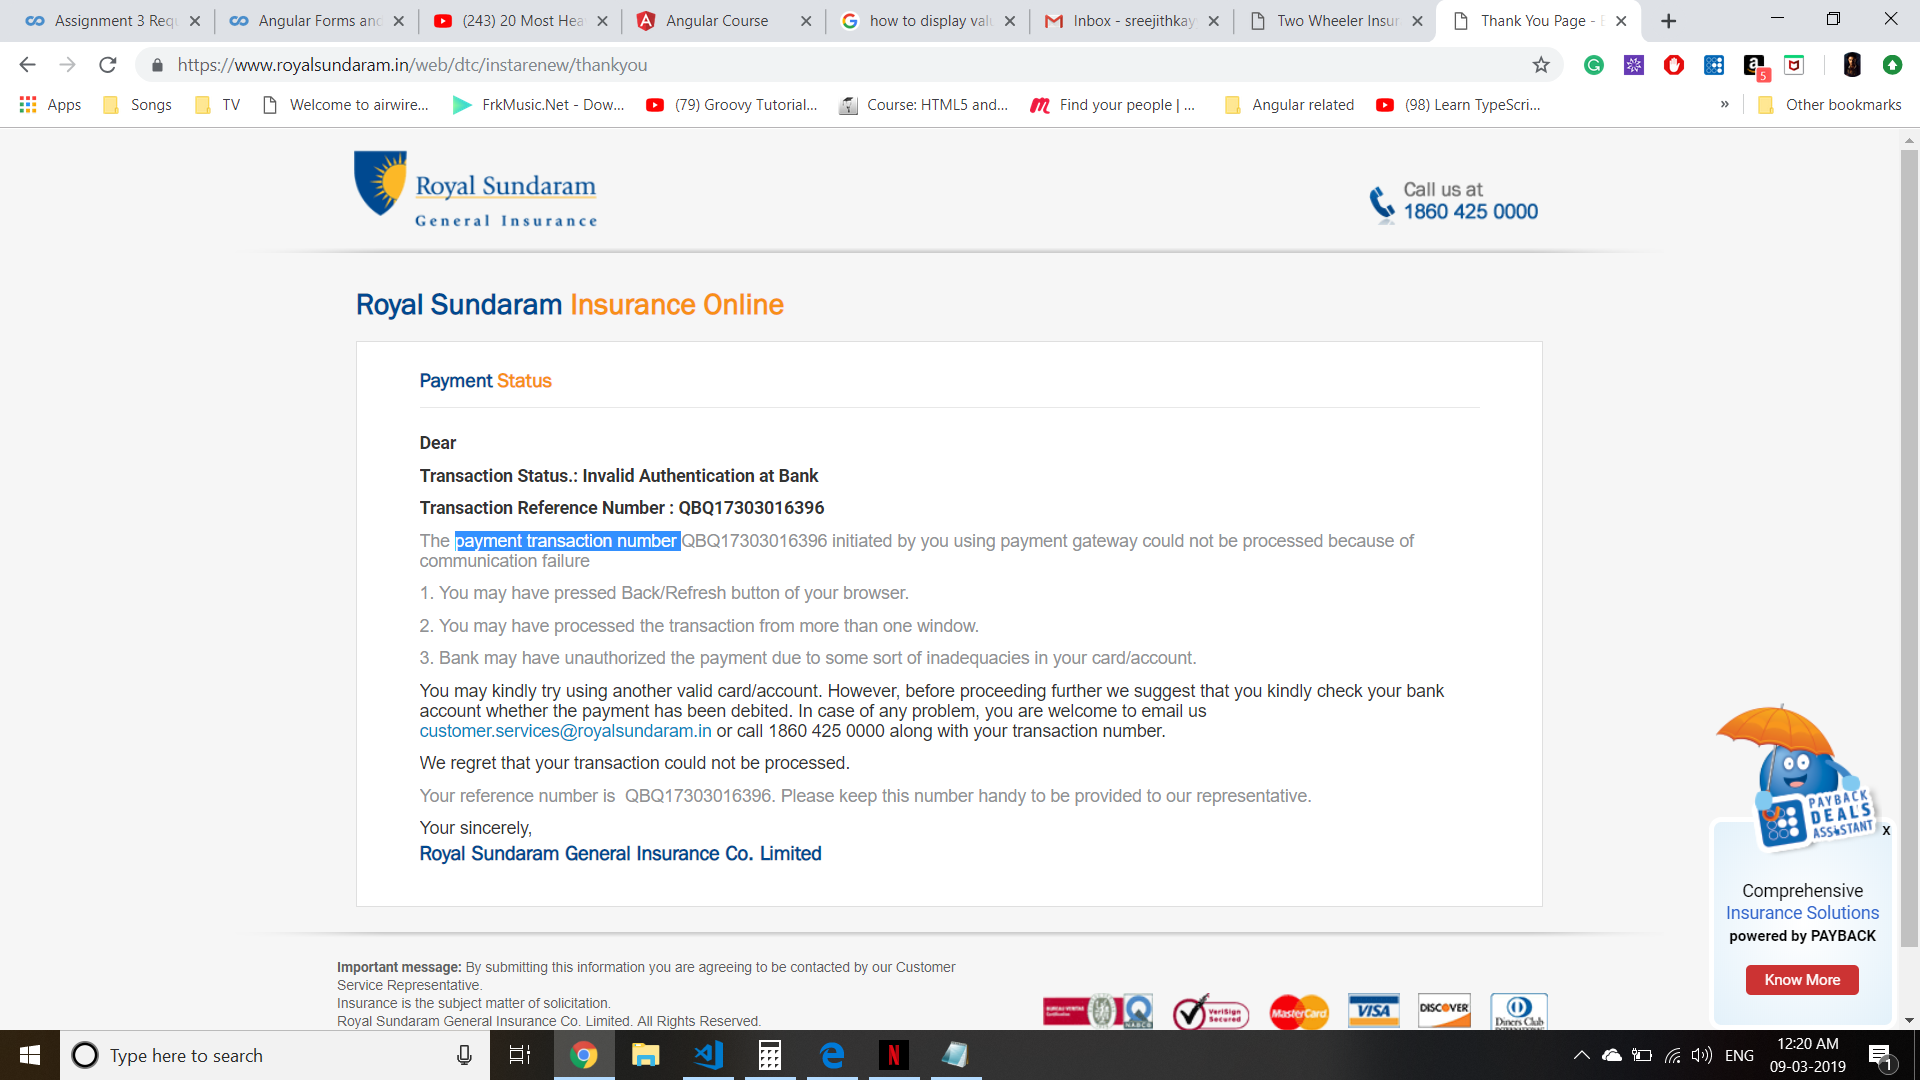 Assignment 3 Requ
Angular Forms and
(243) 20 Most Hea
Angular Course
how to display valu
Inbox - sreejithkay
Two Wheeler Insur
Thank You Page - 
https://www.royalsundaram.in/web/dtc/instarenew/thankyou
5
Apps
Songs
TV
Welcome to airwire...
FrkMusic.Net - Dow...
(79) Groovy Tutorial...
Course: HTML5 and...
Find your people | ...
Angular related
(98) Learn TypeScri...
»
Other bookmarks
Royal Sundaram
General Insurance
Call us at
1860 425 0000
Royal Sundaram Insurance Online
Payment Status
Dear
Transaction Status.: Invalid Authentication at Bank
Transaction Reference Number : QBQ17303016396
The payment transaction number QBQ17303016396 initiated by you using payment gateway could not be processed because of
communication failure
1. You may have pressed Back/Refresh button of your browser.
2. You may have processed the transaction from more than one window.
3. Bank may have unauthorized the payment due to some sort of inadequacies in your card/account.
You may kindly try using another valid card/account. However, before proceeding further we suggest that you kindly check your bank
account whether the payment has been debited. In case of any problem, you are welcome to email us
customer.services@royalsundaram.in or call 1860 425 0000 along with your transaction number.
We regret that your transaction could not be processed.
Your reference number is QBQ17303016396. Please keep this number handy to be provided to our representative.
Your sincerely,
Royal Sundaram General Insurance Co. Limited
PAYBACK
DEALS
ASSISTANT
x
Comprehensive
Insurance Solutions
powered by PAYBACK
Know More
Important message: By submitting this information you are agreeing to be contacted by our Customer
Service Representative.
Insurance is the subject matter of solicitation.
Royal Sundaram General Insurance Co. Limited. All Rights Reserved.
BUREAU VERITAS
Certification
NABCB
VeriSign
Secured
MasterCard
VISA
DISCOVER
Diners Club
Type here to search
N
ENG
12:20 AM
09-03-2019
1